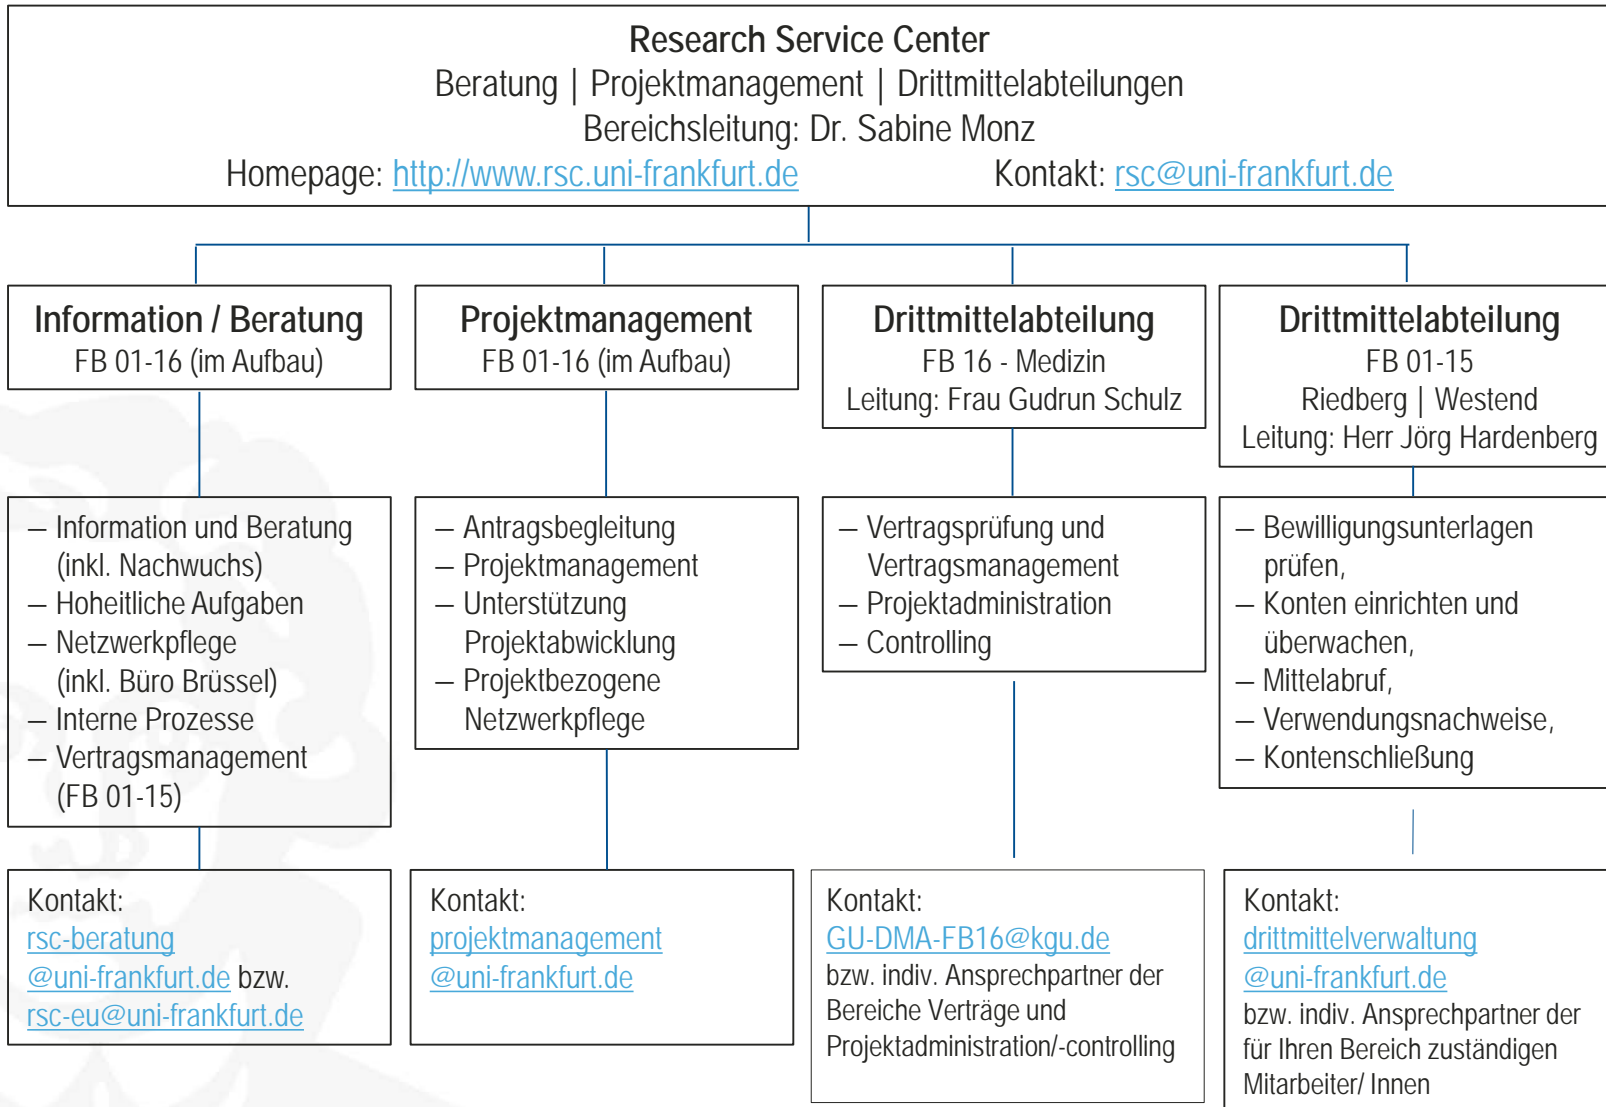 Research Service Center
Beratung | Projektmanagement | Drittmittelabteilungen
Bereichsleitung: Dr. Sabine Monz
Homepage: http://www.rsc.uni-frankfurt.de Kontakt: rsc@uni-frankfurt.de
Information / Beratung
FB 01-16 (im Aufbau)
– Information und Beratung
(inkl. Nachwuchs)
– Hoheitliche Aufgaben
– Netzwerkpflege
(inkl. Büro Brüssel)
– Interne Prozesse
– Vertragsmanagement
(FB 01-15)
Kontakt:
rsc-beratung
@uni-frankfurt.de bzw.
rsc-eu@uni-frankfurt.de
Projektmanagement
FB 01-16 (im Aufbau)
– Antragsbegleitung
– Projektmanagement
– Unterstützung
Projektabwicklung
– Projektbezogene
Netzwerkpflege
Kontakt:
projektmanagement
@uni-frankfurt.de
Drittmittelabteilung
FB 16 - Medizin
Leitung: Frau Gudrun Schulz
– Vertragsprüfung und
Vertragsmanagement
– Projektadministration
– Controlling
Kontakt:
GU-DMA-FB16@kgu.de
bzw. indiv. Ansprechpartner der
Bereiche Verträge und
Projektadministration/-controlling
Drittmittelabteilung
FB 01-15
Riedberg | Westend
Leitung: Herr Jörg Hardenberg
– Bewilligungsunterlagen
prüfen,
– Konten einrichten und
überwachen,
– Mittelabruf,
– Verwendungsnachweise,
– Kontenschließung
Kontakt:
drittmittelverwaltung
@uni-frankfurt.de
bzw. indiv. Ansprechpartner der
für Ihren Bereich zuständigen
Mitarbeiter/ Innen